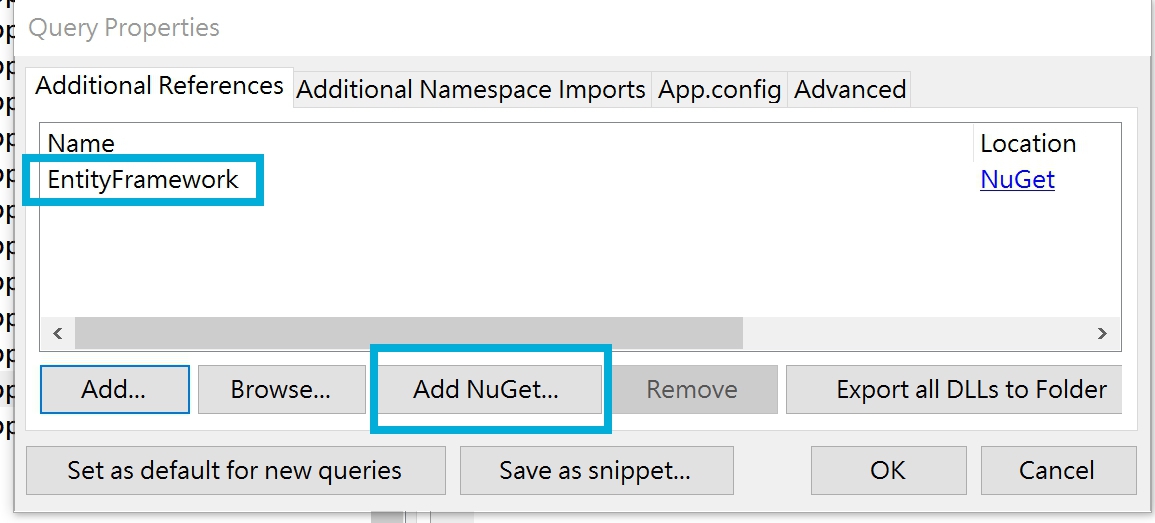 Query Properties
Additional References Additional Namespace Imports App.config Advanced
Name Location
EntityFramework NuGet
Add... Browse... Add NuGet... Remove Export all DLLs to Folder
Set as default for new queries Save as snippet... OK Cancel